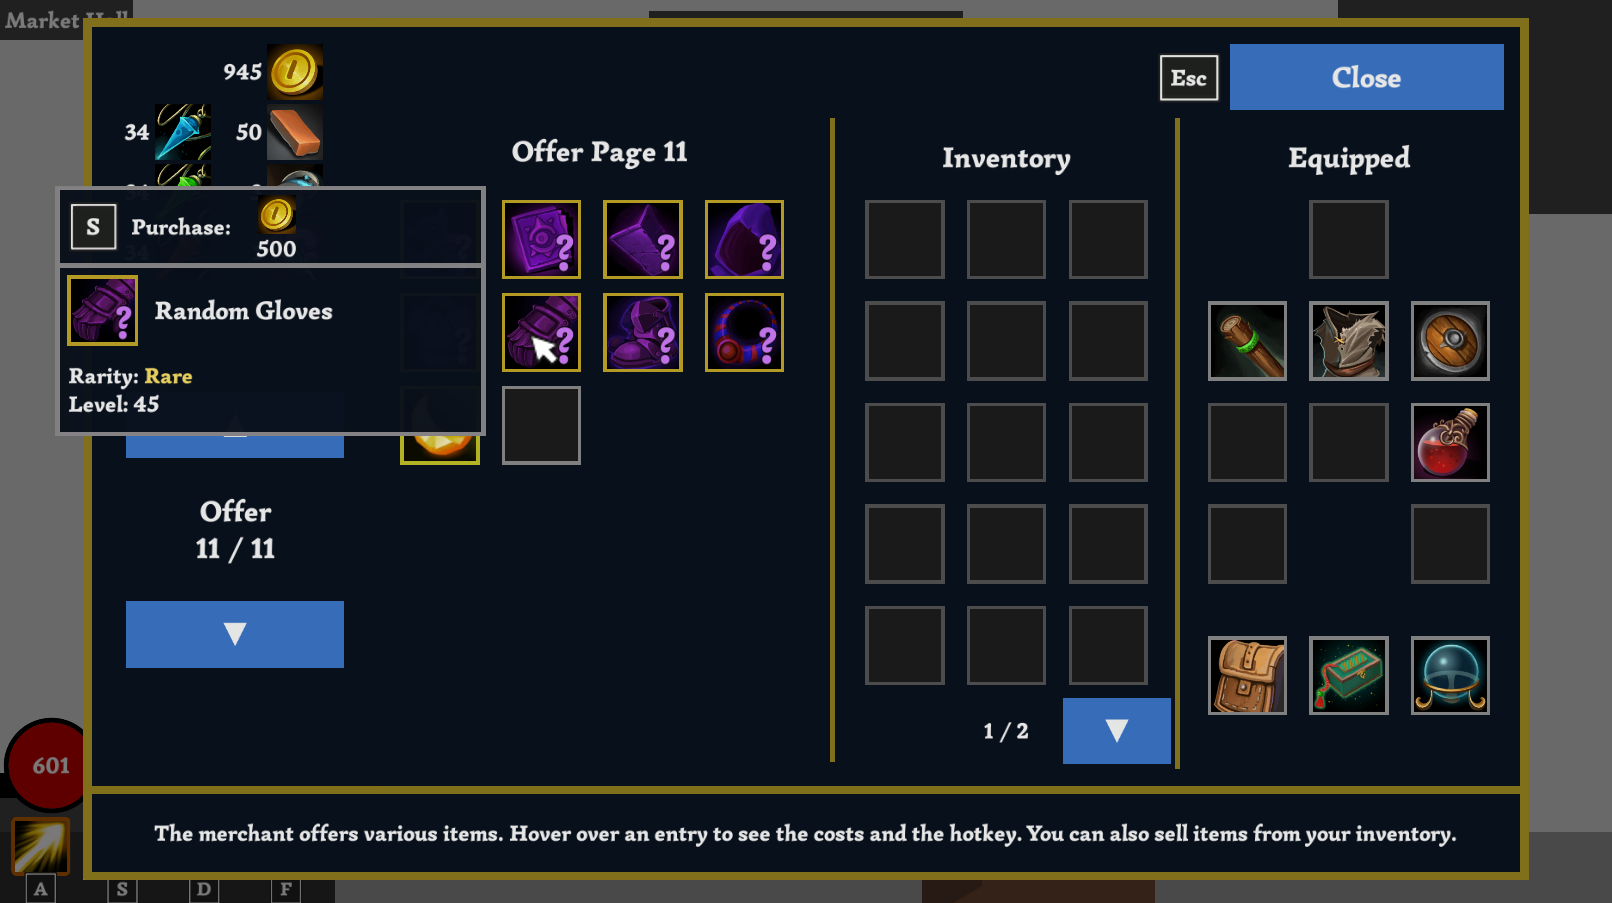 Market Hall
945
34
50
Esc
Close
Offer Page 11
Inventory
Equipped
S
Purchase:
500
?
?
?
?
?
?
?
Random Gloves
Rarity: Rare
Level: 45
Offer
11 / 11
▼
1 / 2
▼
601
The merchant offers various items. Hover over an entry to see the costs and the hotkey. You can also sell items from your inventory.
A
S
D
F